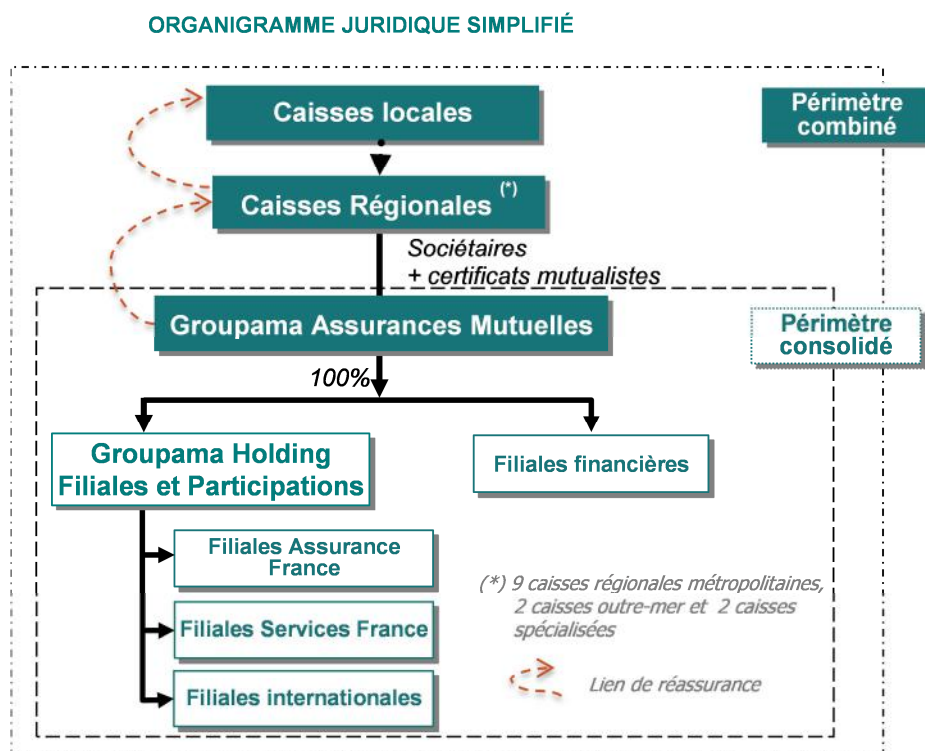 ORGANIGRAMME JURIDIQUE SIMPLIFIÉ
Caisses locales
Périmètre
combiné
Caisses Régionales (*)
Sociétaires
+ certificats mutualistes
Groupama Assurances Mutuelles
Périmètre
consolidé
100%
Groupama Holding
Filiales et Participations
Filiales financières
Filiales Assurance
France
(*) 9 caisses régionales métropolitaines,
2 caisses outre-mer et 2 caisses
spécialisées
Filiales Services France
Filiales internationales
Lien de réassurance